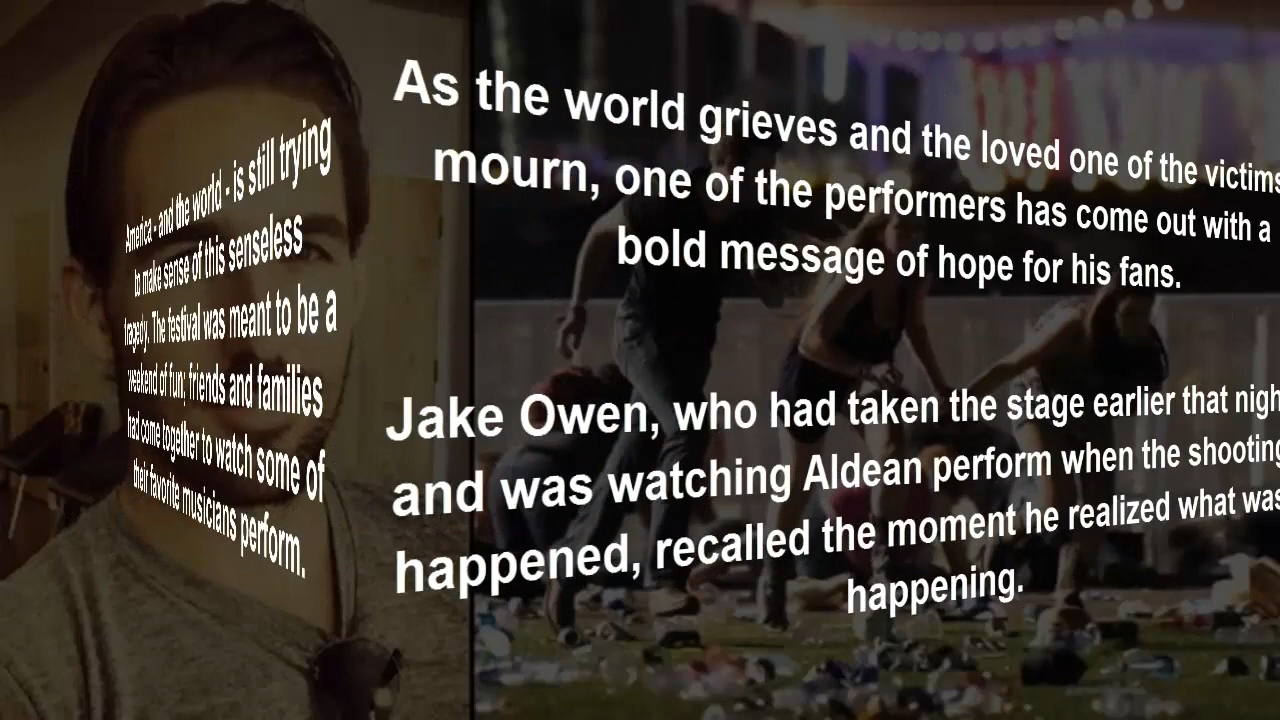 America - and the world - is still trying
to make sense of this senseless
tragedy. The festival was meant to be a
weekend of fun; friends and families
had come together to watch some of
their favorite musicians perform.
As the world grieves and the loved one of the victims
mourn, one of the performers has come out with a
bold message of hope for his fans.
Jake Owen, who had taken the stage earlier that nigh
and was watching Aldean perform when the shooting
happened, recalled the moment he realized what was
happening.